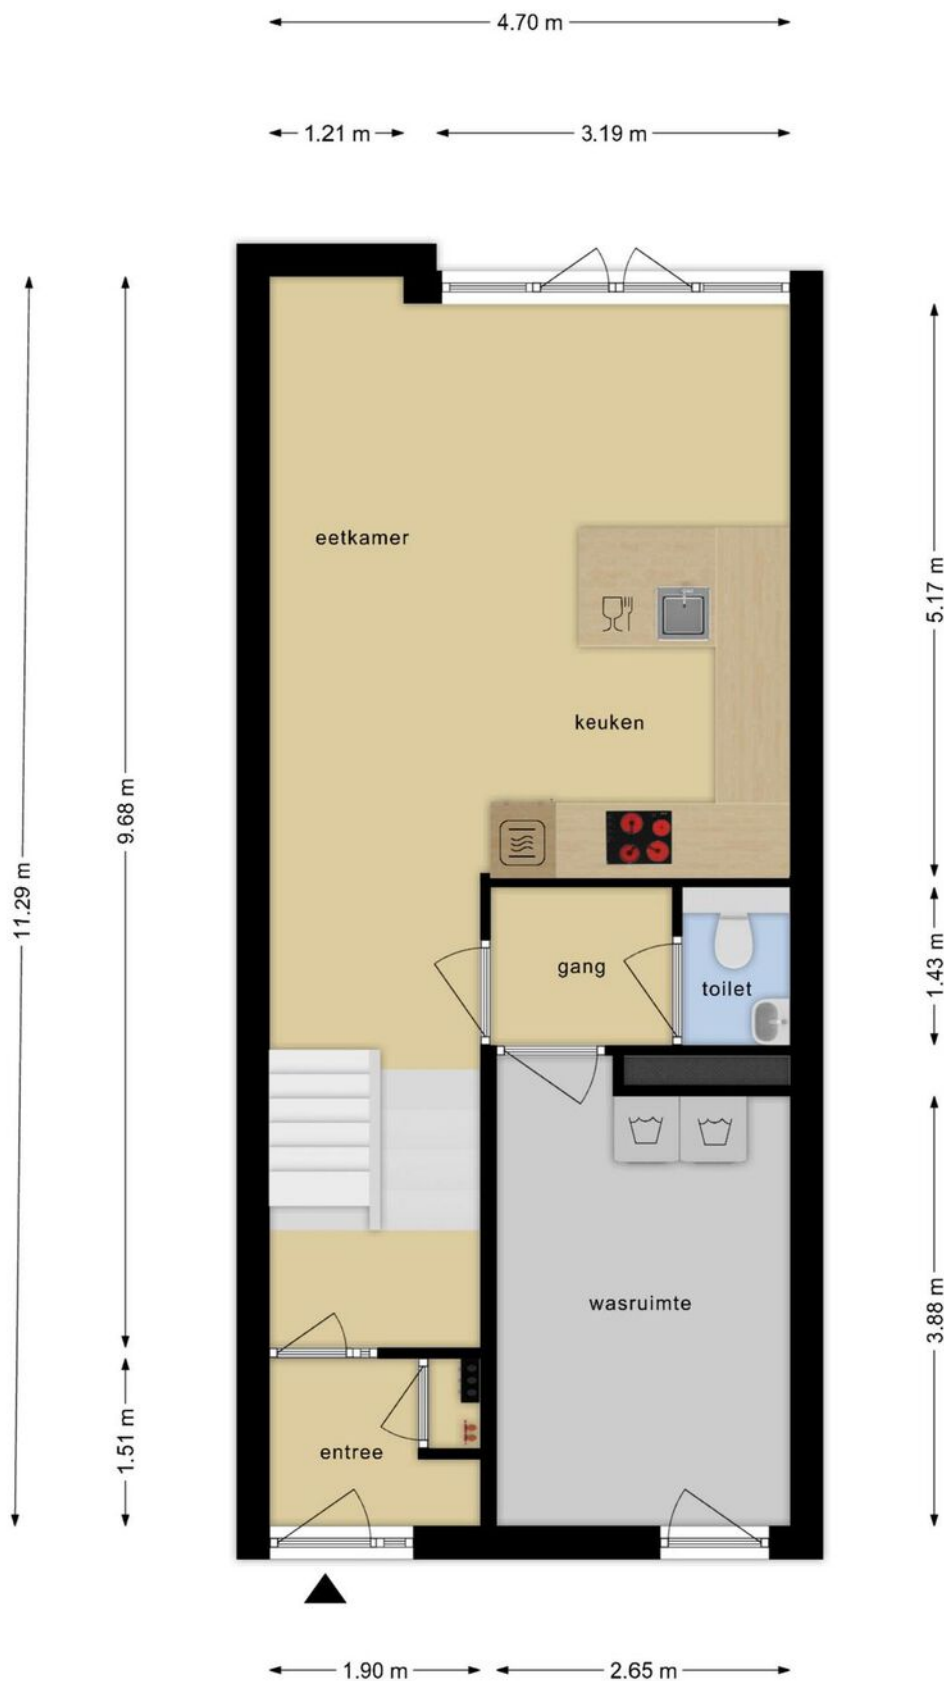 4.70 m
1.21 m
3.19 m
eetkamer
5.17 m
keuken
9.68 m
11.29 m
gang
toilet
1.43 m
wasruimte
3.88 m
1.51 m
entree
1.90 m
2.65 m